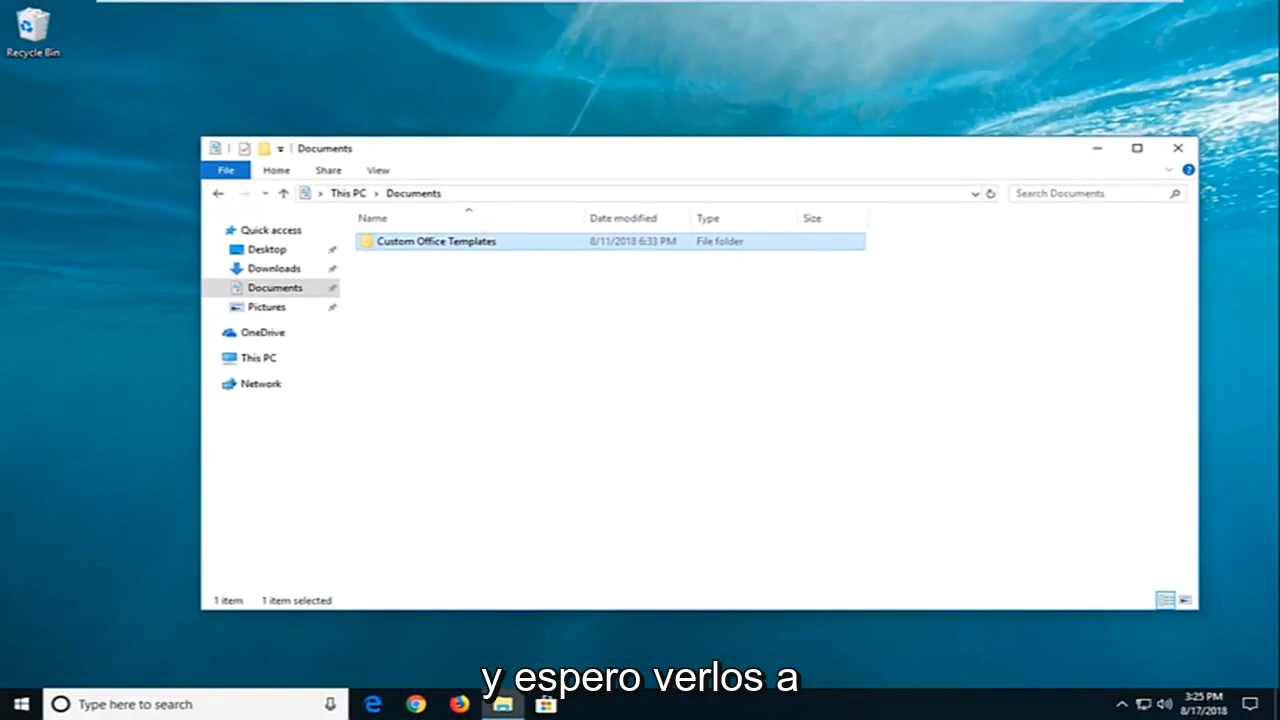 Recycle Bin
Documents
File Home Share View
This PC Documents
Search Documents
Name Date modified Type Size
Custom Office Templates 8/11/2018 6:33 PM File folder
Quick access
Desktop
Downloads
Documents
Pictures
OneDrive
This PC
Network
1 item 1 item selected
y espero verlos a
Type here to search
3:25 PM
8/17/2018